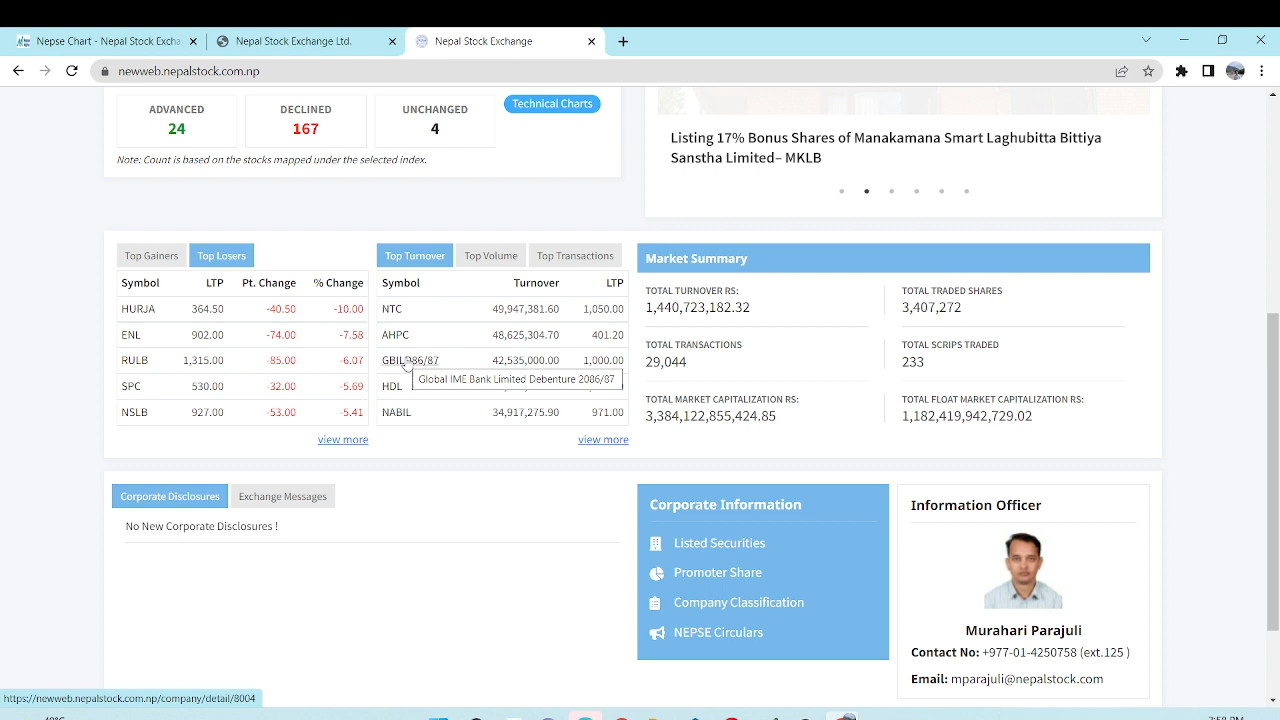 Nepse Chart - Nepal Stock Excha
Nepal Stock Exchange Ltd.
Nepal Stock Exchange
newweb.nepalstock.com.np
ADVANCED
24
DECLINED
167
UNCHANGED
4
Technical Charts
Note: Count is based on the stocks mapped under the selected index.
Listing 17% Bonus Shares of Manakamana Smart Laghubitta Bittiya
Sanstha Limited– MKLB
Top Gainers Top Losers
Symbol LTP Pt. Change % Change
HURJA 364.50 -40.50 -10.00
ENL 902.00 -74.00 -7.58
RULB 1,315.00 -85.00 -6.07
SPC 530.00 -32.00 -5.69
NSLB 927.00 -53.00 -5.41
view more
Top Turnover Top Volume Top Transactions
Symbol Turnover LTP
NTC 49,947,381.60 1,050.00
AHPC 48,625,304.70 401.20
GBILD86/87 42,535,000.00 1,000.00
Global IME Bank Limited Debenture 2086/87
HDL
NABIL 34,917,275.90 971.00
view more
Market Summary
TOTAL TURNOVER RS:
1,440,723,182.32
TOTAL TRADED SHARES
3,407,272
TOTAL TRANSACTIONS
29,044
TOTAL SCRIPS TRADED
233
TOTAL MARKET CAPITALIZATION RS:
3,384,122,855,424.85
TOTAL FLOAT MARKET CAPITALIZATION RS:
1,182,419,942,729.02
Corporate Disclosures Exchange Messages
No New Corporate Disclosures !
Corporate Information
Listed Securities
Promoter Share
Company Classification
NEPSE Circulars
Information Officer
Murahari Parajuli
Contact No: +977-01-4250758 (ext.125 )
Email: mparajuli@nepalstock.com
https://newweb.nepalstock.com.np/company/detail/8004